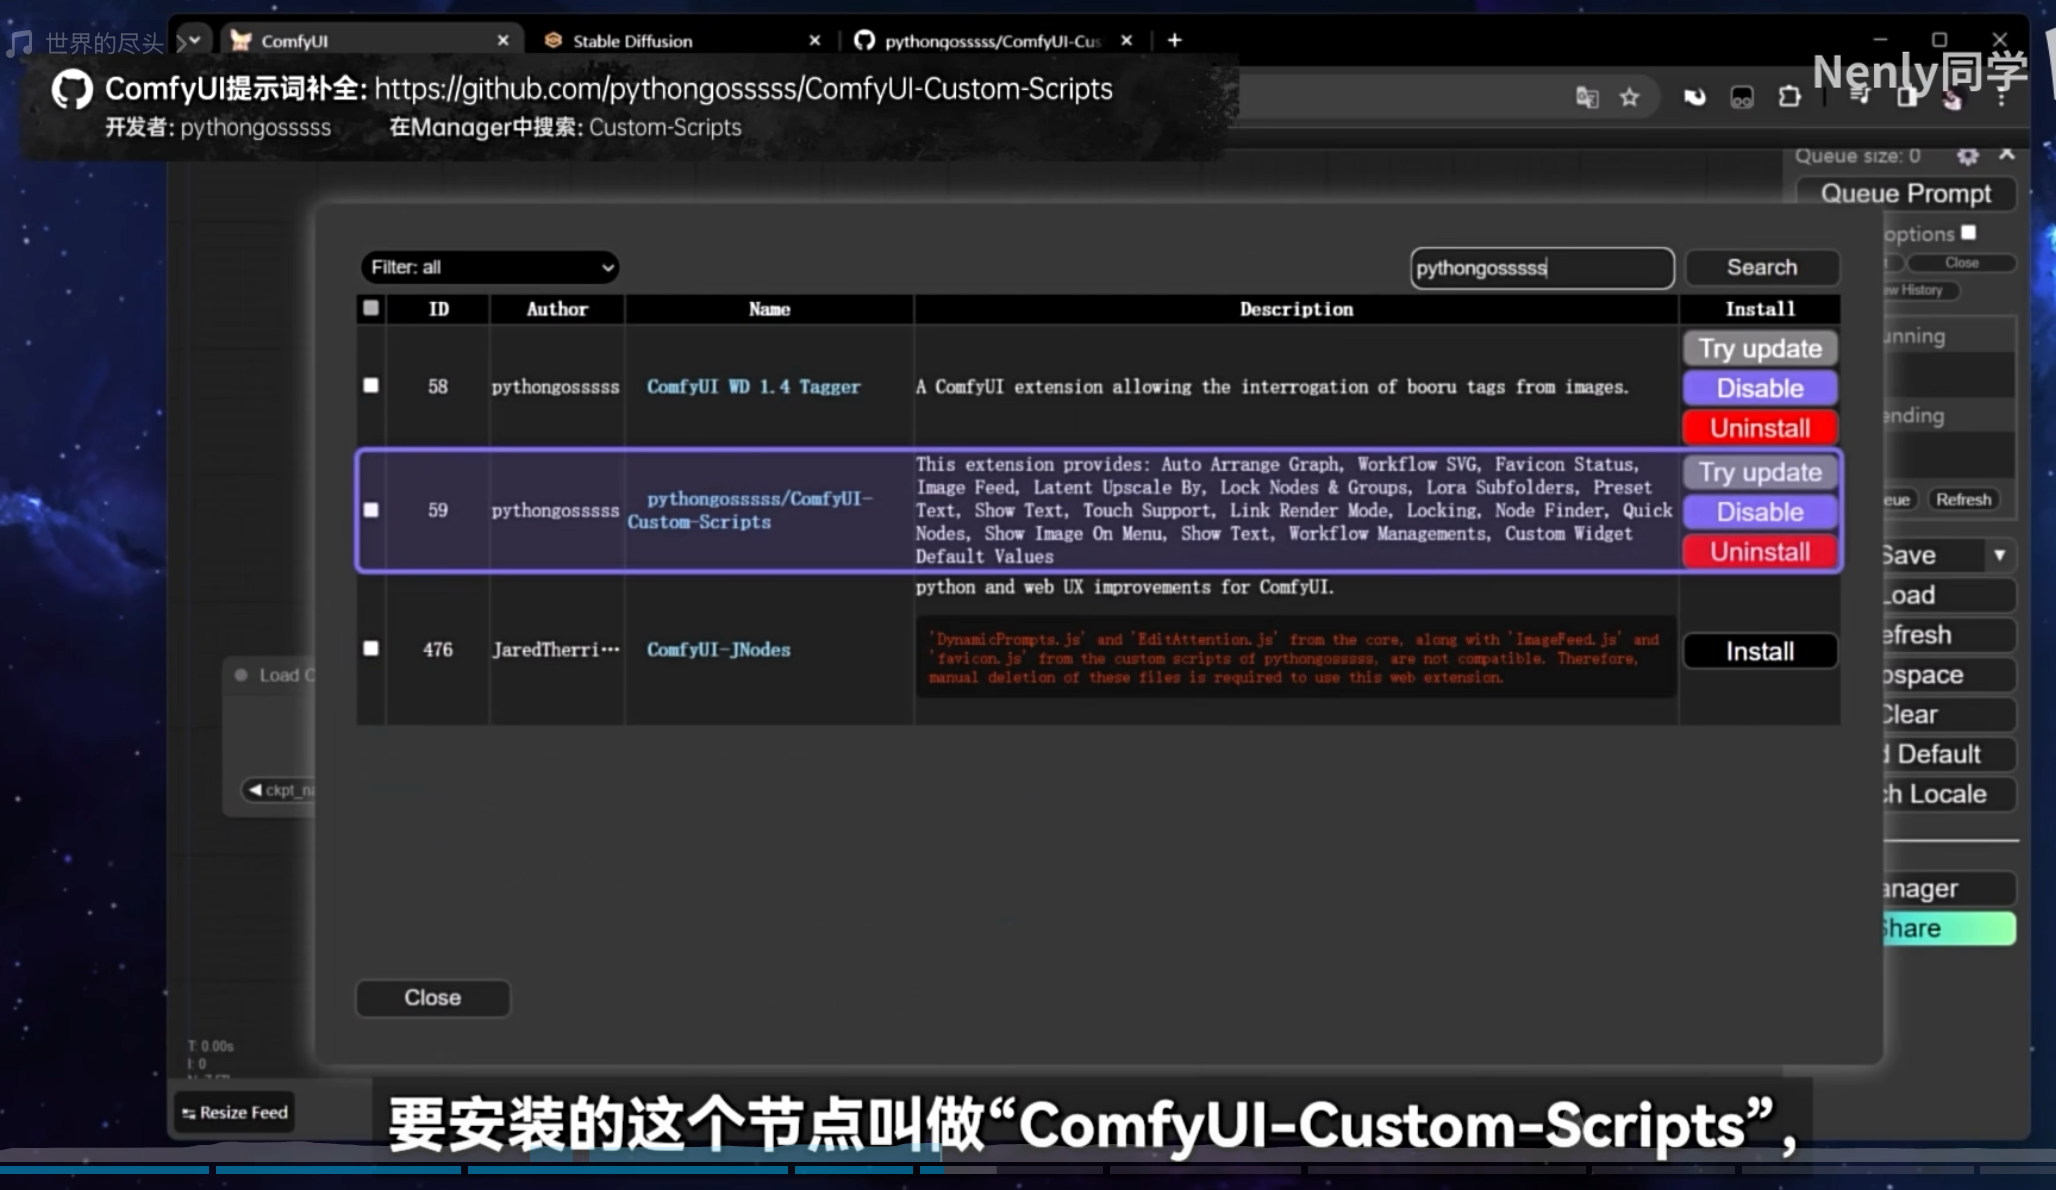 世界的尽头
ComfyUI
Stable Diffusion
pythongosssss/ComfyUI-Cus
Nenly同学
ComfyUI提示词补全: https://github.com/pythongosssss/ComfyUI-Custom-Scripts
开发者: pythongosssss 在Manager中搜索: Custom-Scripts
Queue size: 0
Queue Prompt
options
Close
ew History
unning
ending
eue
Refresh
Save
Load
efresh
ospace
Clear
d Default
ch Locale
anager
Share
Filter: all
pythongosssss
Search
ID Author Name Description Install
58 pythongosssss ComfyUI WD 1.4 Tagger A ComfyUI extension allowing the interrogation of booru tags from images.
Try update
Disable
Uninstall
59 pythongosssss
pythongosssss/ComfyUI-
Custom-Scripts
This extension provides: Auto Arrange Graph, Workflow SVG, Favicon Status,
Image Feed, Latent Upscale By, Lock Nodes & Groups, Lora Subfolders, Preset
Text, Show Text, Touch Support, Link Render Mode, Locking, Node Finder, Quick
Nodes, Show Image On Menu, Show Text, Workflow Managements, Custom Widget
Default Values
Try update
Disable
Uninstall
476 JaredTherri··· ComfyUI-JNodes
python and web UX improvements for ComfyUI.
'DynamicPrompts.js' and 'EditAttention.js' from the core, along with 'ImageFeed.js' and
'favicon.js' from the custom scripts of pythongosssss, are not compatible. Therefore,
manual deletion of these files is required to use this web extension.
Install
Load C
ckpt_na
Close
T: 0.00s
I: 0
Resize Feed
要安装的这个节点叫做“ComfyUI-Custom-Scripts”,